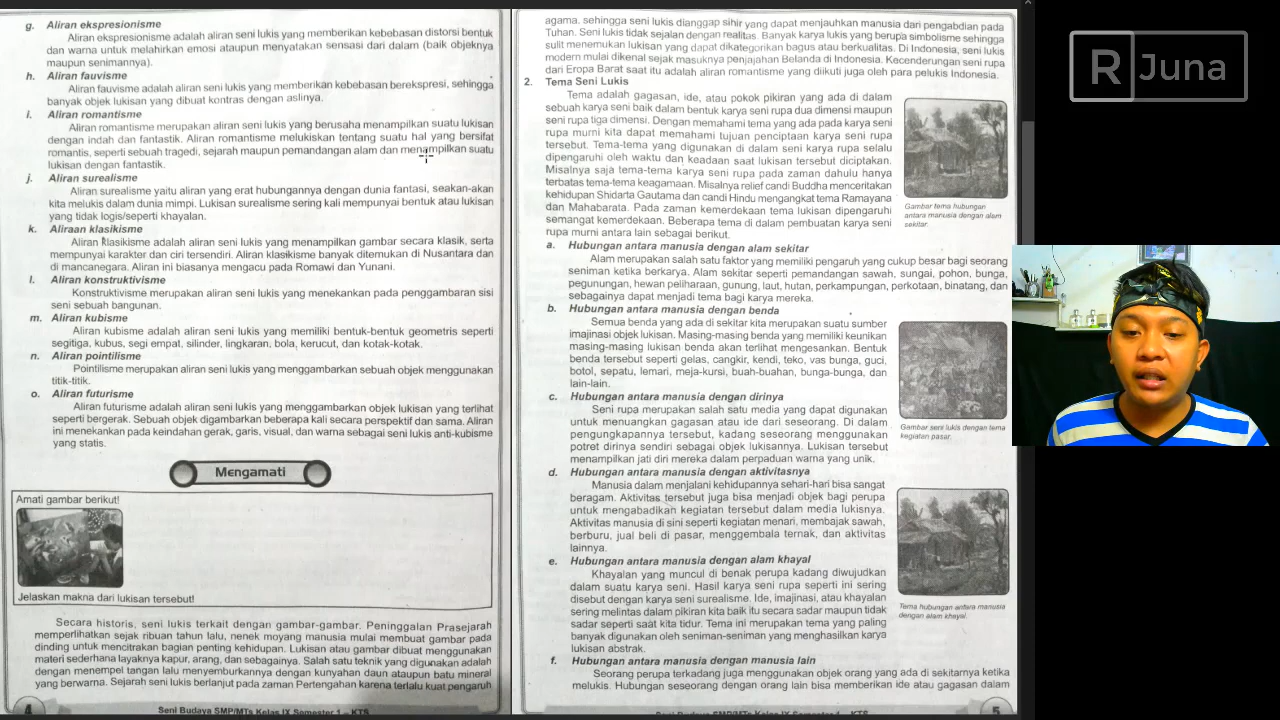 g. Aliran ekspresionisme
Aliran ekspresionisme adalah aliran seni lukis yang memberikan kebebasan distorsi bentuk
dan warna untuk melahirkan emosi ataupun menyatakan sensasi dari dalam (baik objeknya
maupun senimannya).
h. Aliran fauvisme
Aliran fauvisme adalah aliran seni lukis yang memberikan kebebasan berekspresi, sehingga
banyak objek lukisan yang dibuat kontras dengan aslinya.
i. Aliran romantisme
Aliran romantisme merupakan aliran seni lukis yang berusaha menampilkan suatu lukisan
dengan indah dan fantastik. Aliran romantisme melukiskan tentang suatu hal yang bersifat
romantis, seperti sebuah tragedi, sejarah maupun pemandangan alam dan menampilkan suatu
lukisan dengan fantastik.
j. Aliran surealisme
Aliran surealisme yaitu aliran yang erat hubungannya dengan dunia fantasi, seakan-akan
kita melukis dalam dunia mimpi. Lukisan surealisme sering kali mempunyai bentuk atau lukisan
yang tidak logis/seperti khayalan.
k. Aliraan klasikisme
Aliran klasikisme adalah aliran seni lukis yang menampilkan gambar secara klasik, serta
mempunyai karakter dan ciri tersendiri. Aliran klasikisme banyak ditemukan di Nusantara dan
di mancanegara. Aliran ini biasanya mengacu pada Romawi dan Yunani.
l. Aliran konstruktivisme
Konstruktivisme merupakan aliran seni lukis yang menekankan pada penggambaran sisi
seni sebuah bangunan.
m. Aliran kubisme
Aliran kubisme adalah aliran seni lukis yang memiliki bentuk-bentuk geometris seperti
segitiga, kubus, segi empat, silinder, lingkaran, bola, kerucut, dan kotak-kotak.
n. Aliran pointilisme
Pointilisme merupakan aliran seni lukis yang menggambarkan sebuah objek menggunakan
titik-titik.
o. Aliran futurisme
Aliran futurisme adalah aliran seni lukis yang menggambarkan objek lukisan yang terlihat
seperti bergerak. Sebuah objek digambarkan beberapa kali secara perspektif dan sama. Aliran
ini menekankan pada keindahan gerak, garis, visual, dan warna sebagai seni lukis anti-kubisme
yang statis.
Mengamati
Amati gambar berikut!
Jelaskan makna dari lukisan tersebut!
Secara historis, seni lukis terkait dengan gambar-gambar. Peninggalan Prasejarah
memperlihatkan sejak ribuan tahun lalu, nenek moyang manusia mulai membuat gambar pada
dinding untuk mencitrakan bagian penting kehidupan. Lukisan atau gambar dibuat menggunakan
materi sederhana layaknya kapur, arang, dan sebagainya. Salah satu teknik yang digunakan adalah
dengan menempel tangan lalu menyemburkannya dengan kunyahan daun ataupun batu mineral
yang berwarna. Sejarah seni lukis berlanjut pada zaman Pertengahan karena terlalu kuat pengaruh
4 Seni Budaya SMP/MTs Kelas IX Semester 1 – KTS
agama, sehingga seni lukis dianggap sihir yang dapat menjauhkan manusia dari pengabdian pada
Tuhan. Seni lukis tidak sejalan dengan realitas. Banyak karya lukis yang berupa simbolisme sehingga
sulit menemukan lukisan yang dapat dikategorikan bagus atau berkualitas. Di Indonesia, seni lukis
modern mulai dikenal sejak masuknya penjajahan Belanda di Indonesia. Kecenderungan seni rupa
dari Eropa Barat saat itu adalah aliran romantisme yang diikuti juga oleh para pelukis Indonesia.
2. Tema Seni Lukis
Tema adalah gagasan, ide, atau pokok pikiran yang ada di dalam
sebuah karya seni baik dalam bentuk karya seni rupa dua dimensi maupun
seni rupa tiga dimensi. Dengan memahami tema yang ada pada karya seni
rupa murni kita dapat memahami tujuan penciptaan karya seni rupa
tersebut. Tema-tema yang digunakan di dalam seni karya rupa selalu
dipengaruhi oleh waktu dan keadaan saat lukisan tersebut diciptakan.
Misalnya saja tema-tema karya seni rupa pada zaman dahulu hanya
terbatas tema-tema keagamaan. Misalnya relief candi Buddha menceritakan
kehidupan Shidarta Gautama dan candi Hindu mengangkat tema Ramayana
dan Mahabarata. Pada zaman kemerdekaan tema lukisan dipengaruhi
semangat kemerdekaan. Beberapa tema di dalam pembuatan karya seni
rupa murni antara lain sebagai berikut.
Gambar tema hubungan
antara manusia dengan alam
sekitar.
a. Hubungan antara manusia dengan alam sekitar
Alam merupakan salah satu faktor yang memiliki pengaruh yang cukup besar bagi seorang
seniman ketika berkarya. Alam sekitar seperti pemandangan sawah, sungai, pohon, bunga,
pegunungan, hewan peliharaan, gunung, laut, hutan, perkampungan, perkotaan, binatang, dan
sebagainya dapat menjadi tema bagi karya mereka.
b. Hubungan antara manusia dengan benda
Semua benda yang ada di sekitar kita merupakan suatu sumber
imajinasi objek lukisan. Masing-masing benda yang memiliki keunikan
masing-masing lukisan benda akan terlihat mengesankan. Bentuk
benda tersebut seperti gelas, cangkir, kendi, teko, vas bunga, guci,
botol, sepatu, lemari, meja-kursi, buah-buahan, bunga-bunga, dan
lain-lain.
c. Hubungan antara manusia dengan dirinya
Seni rupa merupakan salah satu media yang dapat digunakan
untuk menuangkan gagasan atau ide dari seseorang. Di dalam
pengungkapannya tersebut, kadang seseorang menggunakan
potret dirinya sendiri sebagai objek lukisannya. Lukisan tersebut
menampilkan jati diri mereka dalam perpaduan warna yang unik.
Gambar seni lukis dengan tema
kegiatan pasar.
d. Hubungan antara manusia dengan aktivitasnya
Manusia dalam menjalani kehidupannya sehari-hari bisa sangat
beragam. Aktivitas tersebut juga bisa menjadi objek bagi perupa
untuk mengabadikan kegiatan tersebut dalam media lukisnya.
Aktivitas manusia di sini seperti kegiatan menari, membajak sawah,
berburu, jual beli di pasar, menggembala ternak, dan aktivitas
lainnya.
e. Hubungan antara manusia dengan alam khayal
Khayalan yang muncul di benak perupa kadang diwujudkan
dalam suatu karya seni. Hasil karya seni rupa seperti ini sering
disebut dengan karya seni surealisme. Ide, imajinasi, atau khayalan
sering melintas dalam pikiran kita baik itu secara sadar maupun tidak
sadar seperti saat kita tidur. Tema ini merupakan tema yang paling
banyak digunakan oleh seniman-seniman yang menghasilkan karya
lukisan abstrak.
Tema hubungan antara manusia
dengan alam khayal.
f. Hubungan antara manusia dengan manusia lain
Seorang perupa terkadang juga menggunakan objek orang yang ada di sekitarnya ketika
melukis. Hubungan seseorang dengan orang lain bisa memberikan ide atau gagasan dalam
Seni Budaya SMP/MTs Kelas IX Semester 1 – KTS 5
R Juna